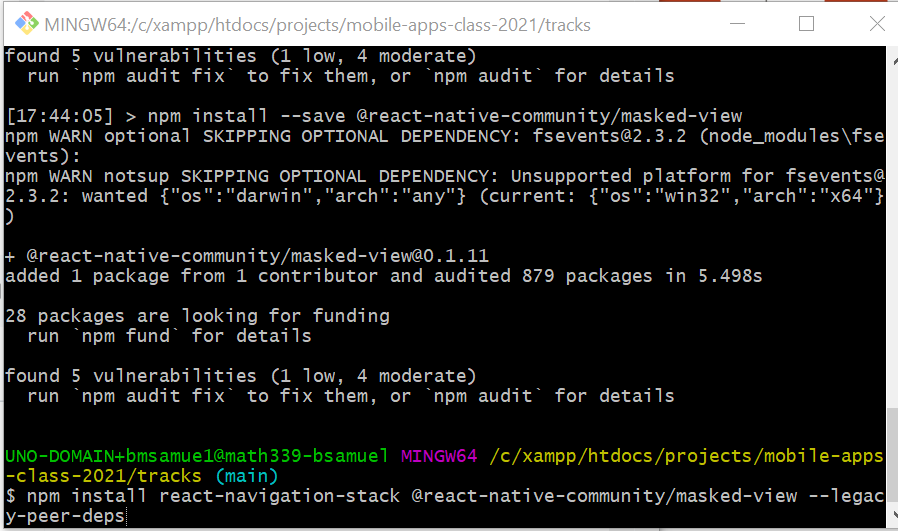 MINGW64:/c/xampp/htdocs/projects/mobile-apps-class-2021/tracks
found 5 vulnerabilities (1 low, 4 moderate)
  run `npm audit fix` to fix them, or `npm audit` for details
[17:44:05] > npm install --save @react-native-community/masked-view
npm WARN optional SKIPPING OPTIONAL DEPENDENCY: fsevents@2.3.2 (node_modules\fse
vents):
npm WARN notsup SKIPPING OPTIONAL DEPENDENCY: Unsupported platform for fsevents@
2.3.2: wanted {"os":"darwin","arch":"any"} (current: {"os":"win32","arch":"x64"}
)
+ @react-native-community/masked-view@0.1.11
added 1 package from 1 contributor and audited 879 packages in 5.498s
28 packages are looking for funding
  run `npm fund` for details
found 5 vulnerabilities (1 low, 4 moderate)
  run `npm audit fix` to fix them, or `npm audit` for details
UNO-DOMAIN+bmsamue1@math339-bsamuel MINGW64 /c/xampp/htdocs/projects/mobile-apps
-class-2021/tracks (main)
$ npm install react-navigation-stack @react-native-community/masked-view --legac
y-peer-deps